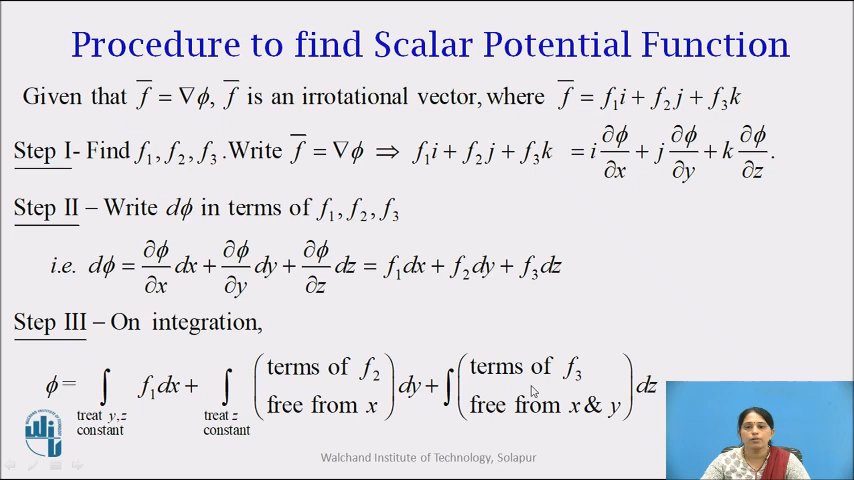 Procedure to find Scalar Potential Function
Given that f̅ = ∇ϕ, f̅ is an irrotational vector, where f̅ = f₁i + f₂ j + f₃k
Step I- Find f₁, f₂, f₃ .Write f̅ = ∇ϕ ⇒ f₁i + f₂ j + f₃k = i ∂ϕ/∂x + j ∂ϕ/∂y + k ∂ϕ/∂z.
Step II – Write dϕ in terms of f₁, f₂, f₃
i.e dϕ = ∂ϕ/∂x dx + ∂ϕ/∂y dy + ∂ϕ/∂z dz = f₁dx + f₂dy + f₃dz
Step III – On integration,
ϕ = ∫ (treat y,z constant) f₁dx + ∫ (treat z constant) (terms of f₂ free from x) dy + ∫ (terms of f₃ free from x & y) dz
Walchand Institute of Technology, Solapur